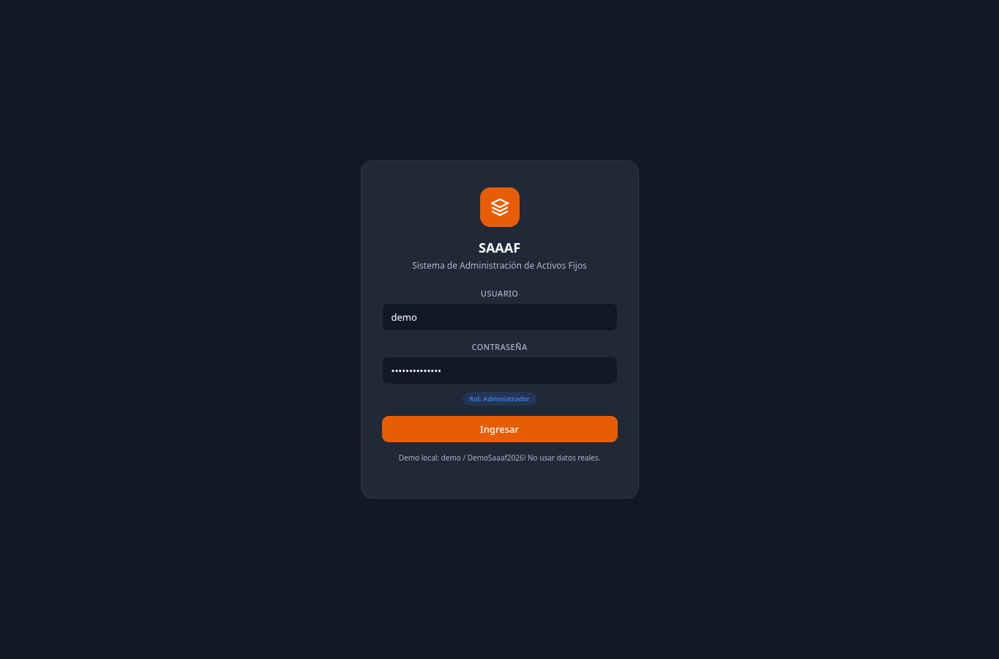 SAAAF
Sistema de Administración de Activos Fijos
USUARIO
demo
CONTRASEÑA
••••••••••••••
Rol: Administrador
Ingresar
Demo local: demo / DemoSaaaf2026! No usar datos reales.